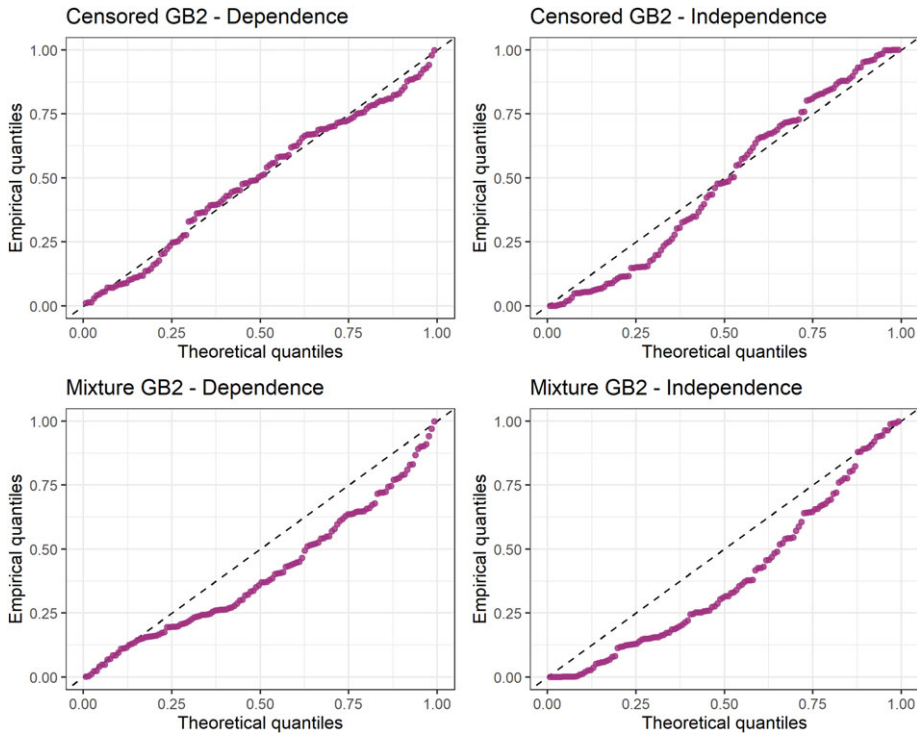 Censored GB2 - Dependence
1.00
0.75
0.50
0.25
0.00
Empirical quantiles
0.00 0.25 0.50 0.75 1.00
Theoretical quantiles
Censored GB2 - Independence
1.00
0.75
0.50
0.25
0.00
Empirical quantiles
0.00 0.25 0.50 0.75 1.00
Theoretical quantiles
Mixture GB2 - Dependence
1.00
0.75
0.50
0.25
0.00
Empirical quantiles
0.00 0.25 0.50 0.75 1.00
Theoretical quantiles
Mixture GB2 - Independence
1.00
0.75
0.50
0.25
0.00
Empirical quantiles
0.00 0.25 0.50 0.75 1.00
Theoretical quantiles